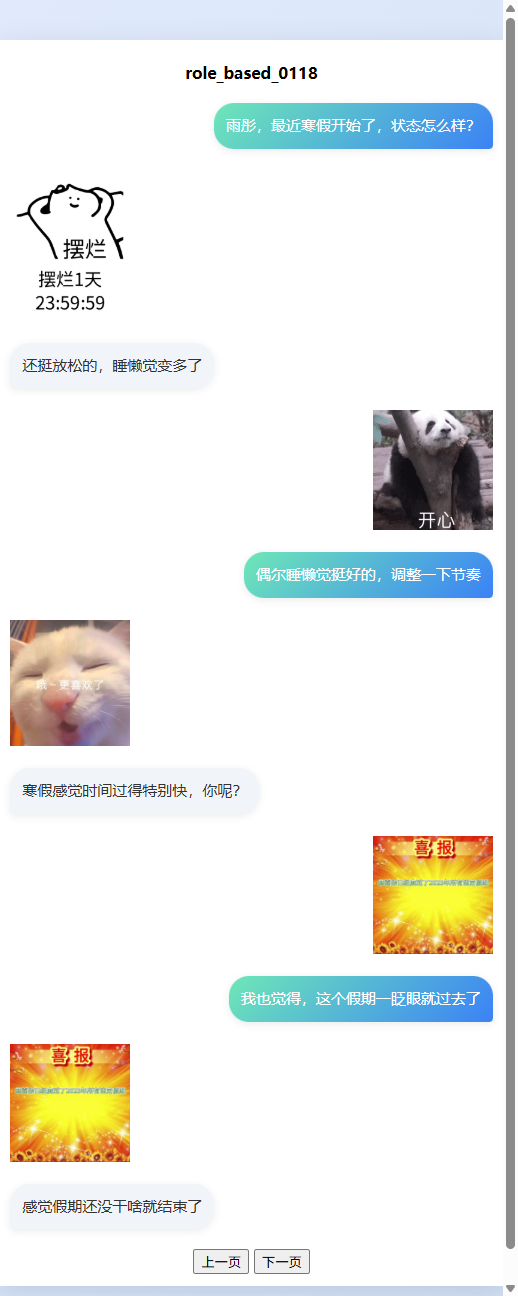 role_based_0118
雨彤，最近寒假开始了，状态怎么样？
摆烂
摆烂1天
23:59:59
还挺放松的，睡懒觉变多了
开心
偶尔睡懒觉挺好的，调整一下节奏
哦~更喜欢了
寒假感觉时间过得特别快，你呢？
喜报
我也觉得，这个假期一眨眼就过去了
喜报
感觉假期还没干啥就结束了
上一页 下一页